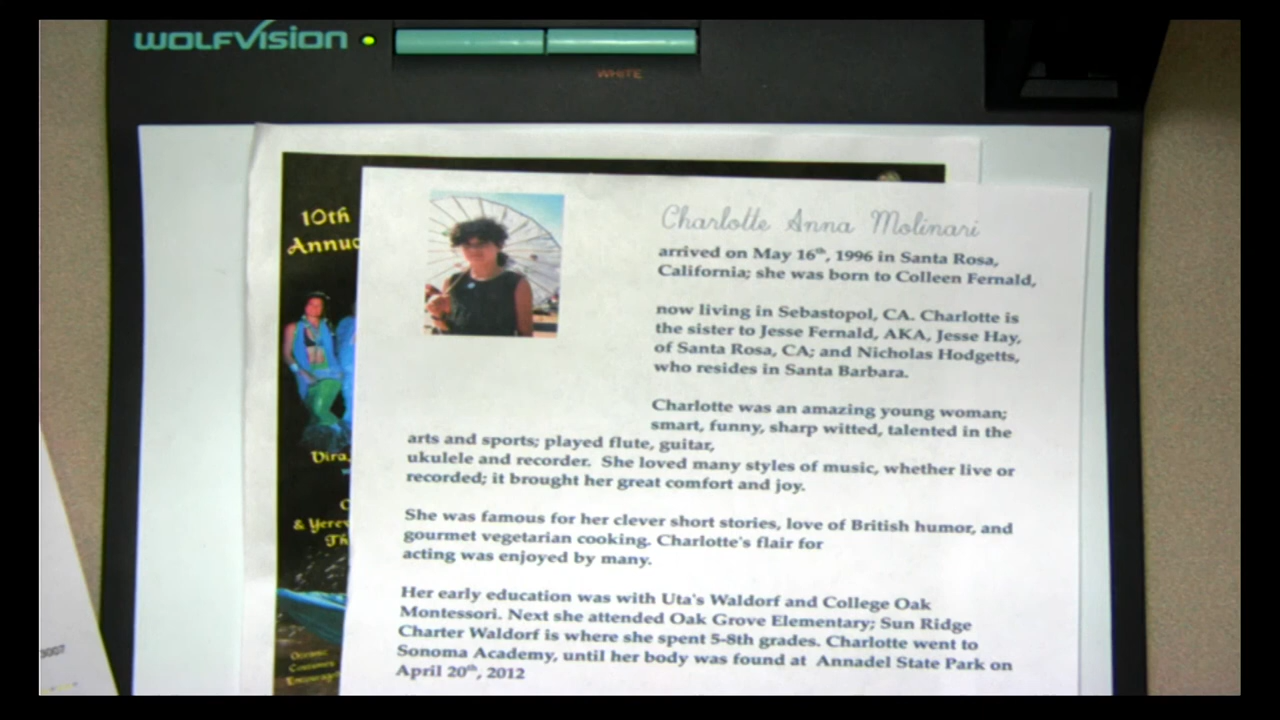 WOLFVISION
WHITE
10th
Annua
Charlotte Anna Molinari
arrived on May 16th, 1996 in Santa Rosa,
California; she was born to Colleen Fernald,
now living in Sebastopol, CA. Charlotte is
the sister to Jesse Fernald, AKA, Jesse Hay,
of Santa Rosa, CA; and Nicholas Hodgetts,
who resides in Santa Barbara.
Charlotte was an amazing young woman;
smart, funny, sharp witted, talented in the
arts and sports; played flute, guitar,
ukulele and recorder. She loved many styles of music, whether live or
recorded; it brought her great comfort and joy.
She was famous for her clever short stories, love of British humor, and
gourmet vegetarian cooking. Charlotte's flair for
acting was enjoyed by many.
Her early education was with Uta's Waldorf and College Oak
Montessori. Next she attended Oak Grove Elementary; Sun Ridge
Charter Waldorf is where she spent 5-8th grades. Charlotte went to
Sonoma Academy, until her body was found at Annadel State Park on
April 20th, 2012
Dira,
& Yerev
Th
Oceanic
Costumes
Encourag